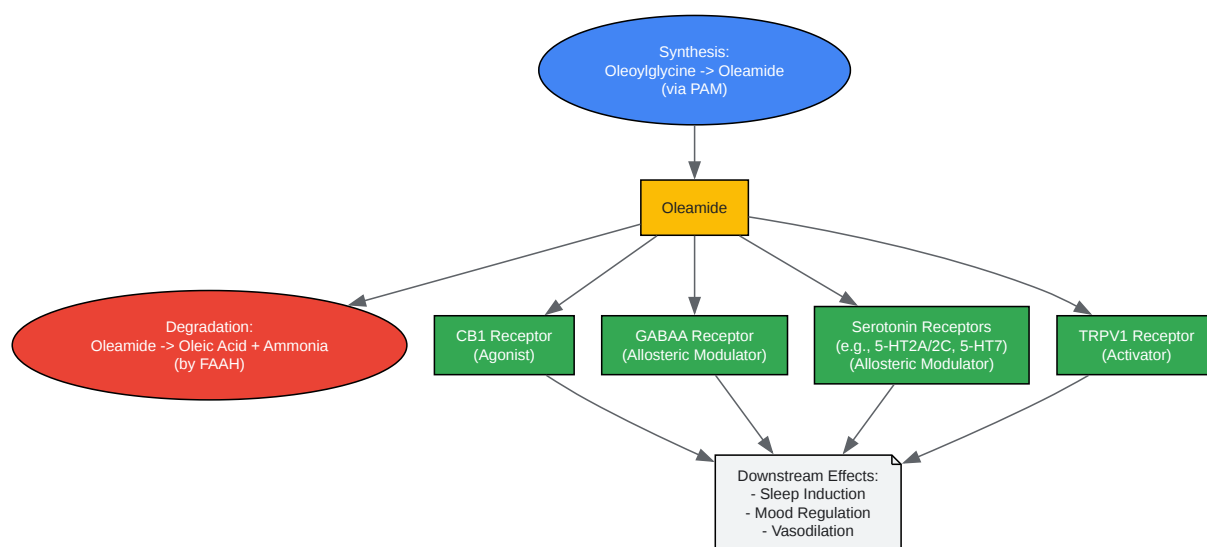 Synthesis:
Oleoylglycine -> Oleamide
(via PAM)
Oleamide
Degradation:
Oleamide -> Oleic Acid + Ammonia
(by FAAH)
CB1 Receptor
(Agonist)
GABAA Receptor
(Allosteric Modulator)
Serotonin Receptors
(e.g., 5-HT2A/2C, 5-HT7)
(Allosteric Modulator)
TRPV1 Receptor
(Activator)
Downstream Effects:
- Sleep Induction
- Mood Regulation
- Vasodilation